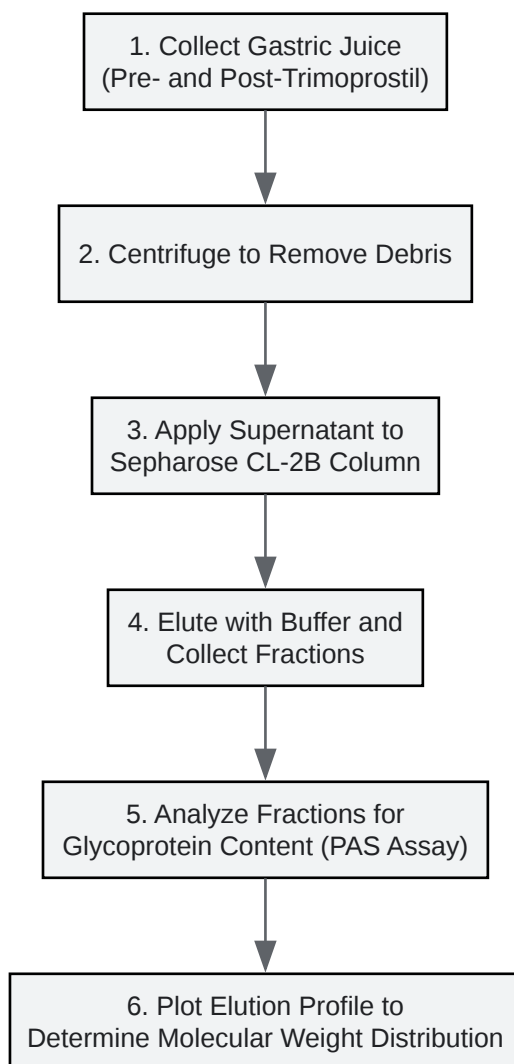 1. Collect Gastric Juice
(Pre- and Post-Trimoprostil)
2. Centrifuge to Remove Debris
3. Apply Supernatant to
Sepharose CL-2B Column
4. Elute with Buffer and
Collect Fractions
5. Analyze Fractions for
Glycoprotein Content (PAS Assay)
6. Plot Elution Profile to
Determine Molecular Weight Distribution